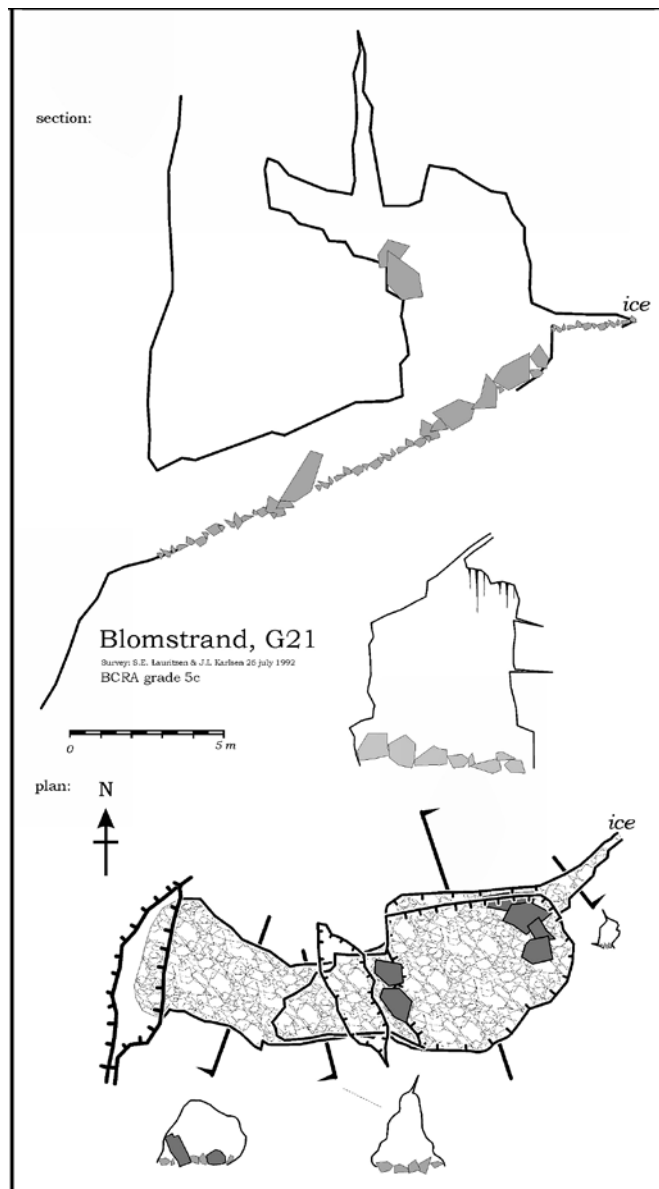 section:
ice
Blomstrand, G21
Survey: S.E. Lauritzen & J.L. Karlsen 26 july 1992
BCRA grade 5c
0 5 m
plan:
N
ice